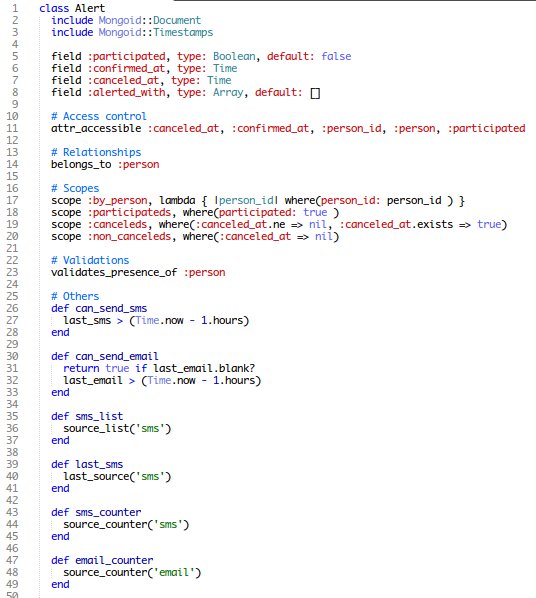 1 class Alert
2   include Mongoid::Document
3   include Mongoid::Timestamps
4
5   field :participated, type: Boolean, default: false
6   field :confirmed_at, type: Time
7   field :canceled_at, type: Time
8   field :alerted_with, type: Array, default: []
9
10   # Access control
11   attr_accessible :canceled_at, :confirmed_at, :person_id, :person, :participated
12
13   # Relationships
14   belongs_to :person
15
16   # Scopes
17   scope :by_person, lambda { |person_id| where(person_id: person_id ) }
18   scope :participateds, where(participated: true )
19   scope :canceleds, where(:canceled_at.ne => nil, :canceled_at.exists => true)
20   scope :non_canceleds, where(:canceled_at => nil)
21
22   # Validations
23   validates_presence_of :person
24
25   # Others
26   def can_send_sms
27     last_sms > (Time.now - 1.hours)
28   end
29
30   def can_send_email
31     return true if last_email.blank?
32     last_email > (Time.now - 1.hours)
33   end
34
35   def sms_list
36     source_list('sms')
37   end
38
39   def last_sms
40     last_source('sms')
41   end
42
43   def sms_counter
44     source_counter('sms')
45   end
46
47   def email_counter
48     source_counter('email')
49   end
50